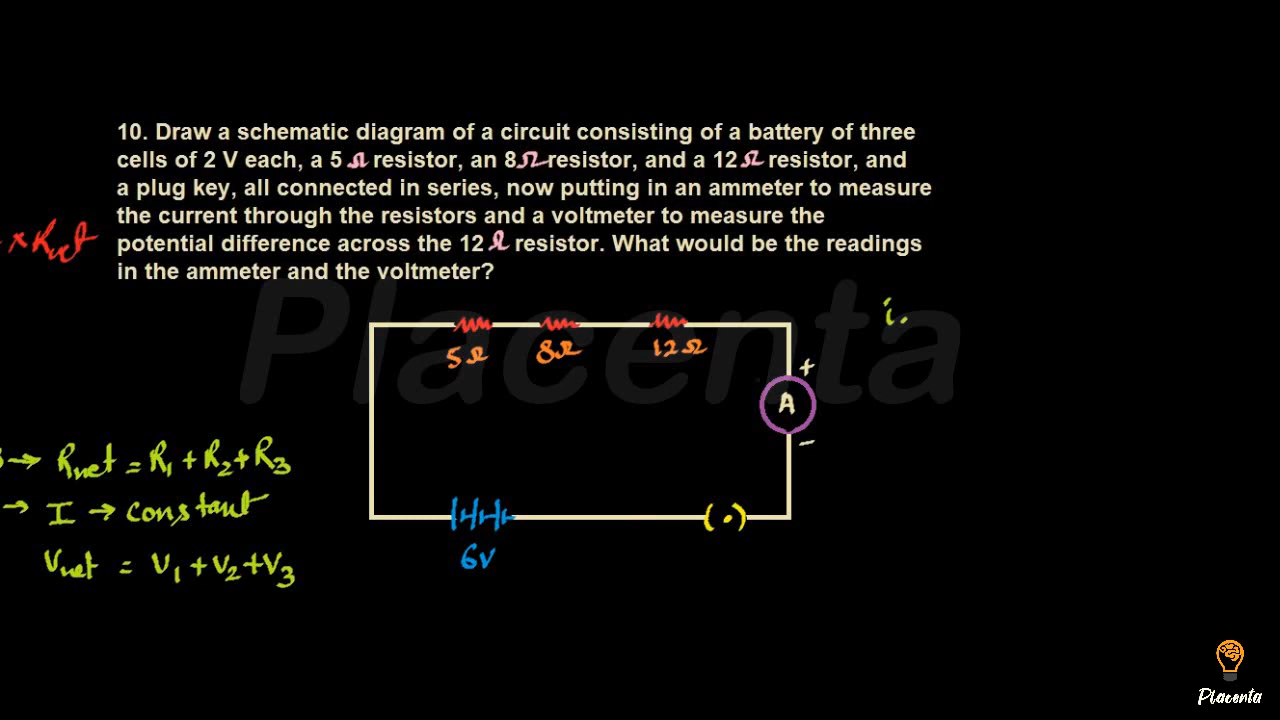 10. Draw a schematic diagram of a circuit consisting of a battery of three
cells of 2 V each, a 5 Ω resistor, an 8Ω resistor, and a 12 Ω resistor, and
a plug key, all connected in series, now putting in an ammeter to measure
the current through the resistors and a voltmeter to measure the
potential difference across the 12 Ω resistor. What would be the readings
in the ammeter and the voltmeter?
× Rnet
Placenta
i.
5Ω 8Ω 12Ω
+
A
−
→ Rnet = R1 + R2 + R3
→ I → constant
Vnet = V1 + V2 + V3
(.)
6V
Placenta